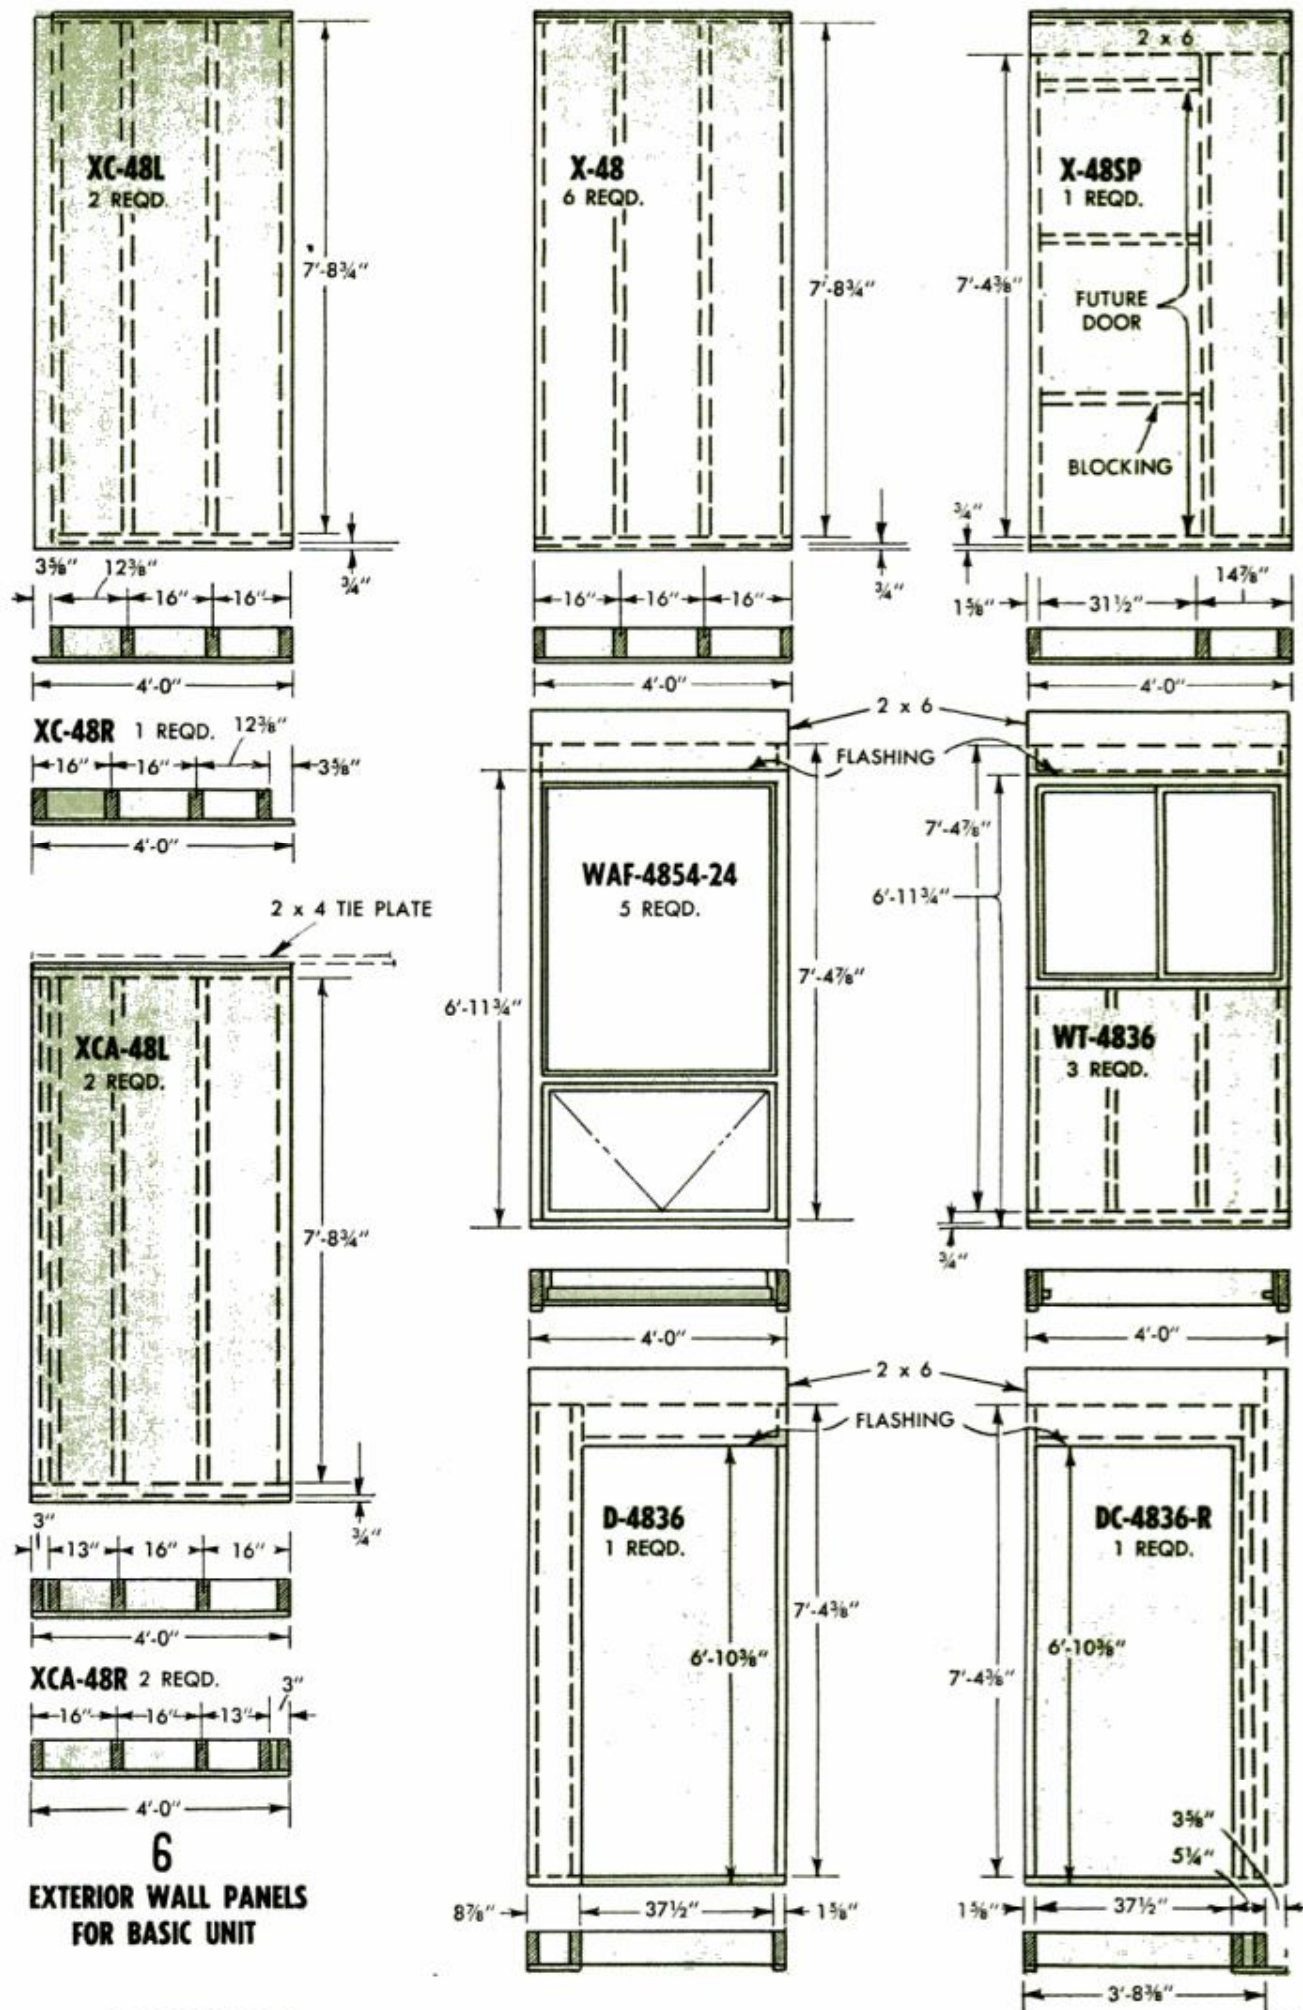 XC-48L
2 REQD.
7'-8¾"
¾"
3⅝"
12⅜"
16"
16"
4'-0"
XC-48R 1 REQD.
12⅜"
16"
16"
3⅝"
4'-0"
2 x 4 TIE PLATE
XCA-48L
2 REQD.
7'-8¾"
¾"
3"
13"
16"
16"
4'-0"
XCA-48R 2 REQD.
3"
16"
16"
13"
4'-0"
6
EXTERIOR WALL PANELS
FOR BASIC UNIT
X-48
6 REQD.
7'-8¾"
¾"
16"
16"
16"
4'-0"
2 x 6
X-48SP
1 REQD.
7'-4⅜"
FUTURE
DOOR
BLOCKING
¾"
1⅝"
31½"
14⅞"
4'-0"
2 x 6
FLASHING
WAF-4854-24
5 REQD.
6'-11¾"
7'-4⅞"
4'-0"
7'-4⅞"
6'-11¾"
WT-4836
3 REQD.
¾"
4'-0"
2 x 6
FLASHING
D-4836
1 REQD.
7'-4⅜"
6'-10⅜"
8⅞"
37½"
1⅝"
DC-4836-R
1 REQD.
6'-10⅜"
7'-4⅜"
3⅝"
5¼"
1⅝"
37½"
3'-8⅜"